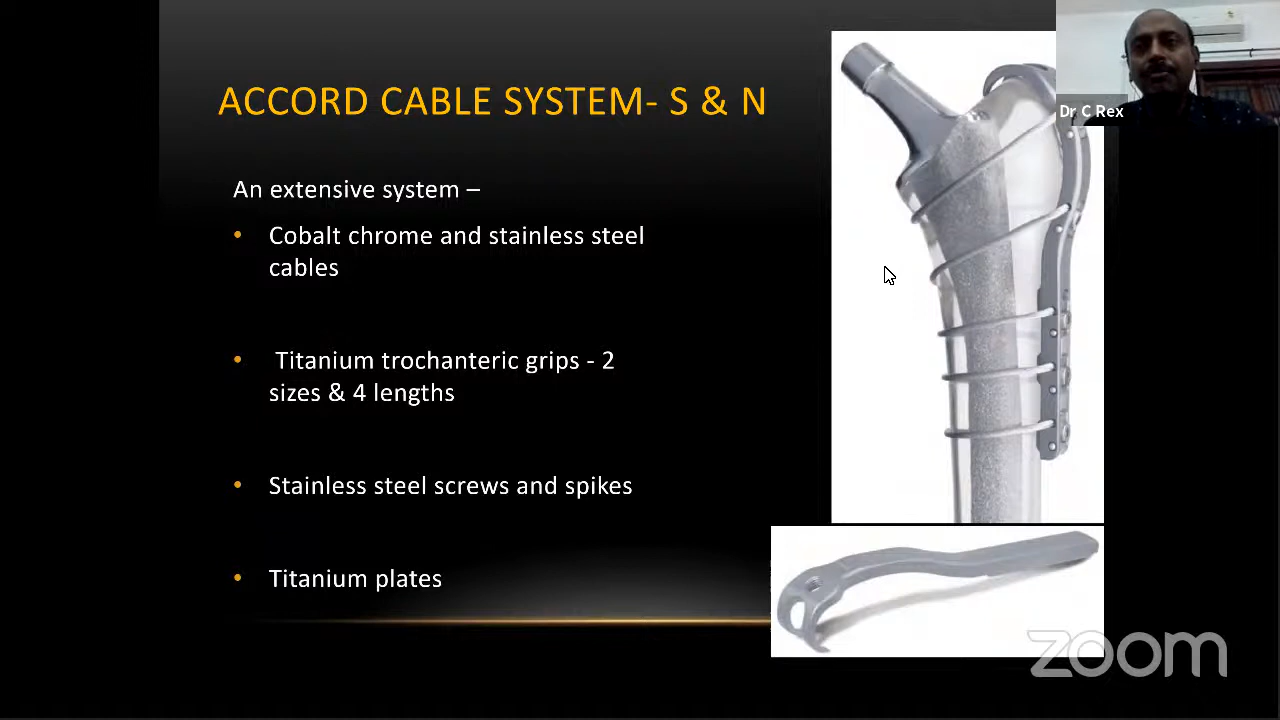 ACCORD CABLE SYSTEM- S & N
Dr C Rex
An extensive system –
• Cobalt chrome and stainless steel
cables
• Titanium trochanteric grips - 2
sizes & 4 lengths
• Stainless steel screws and spikes
• Titanium plates
zoom